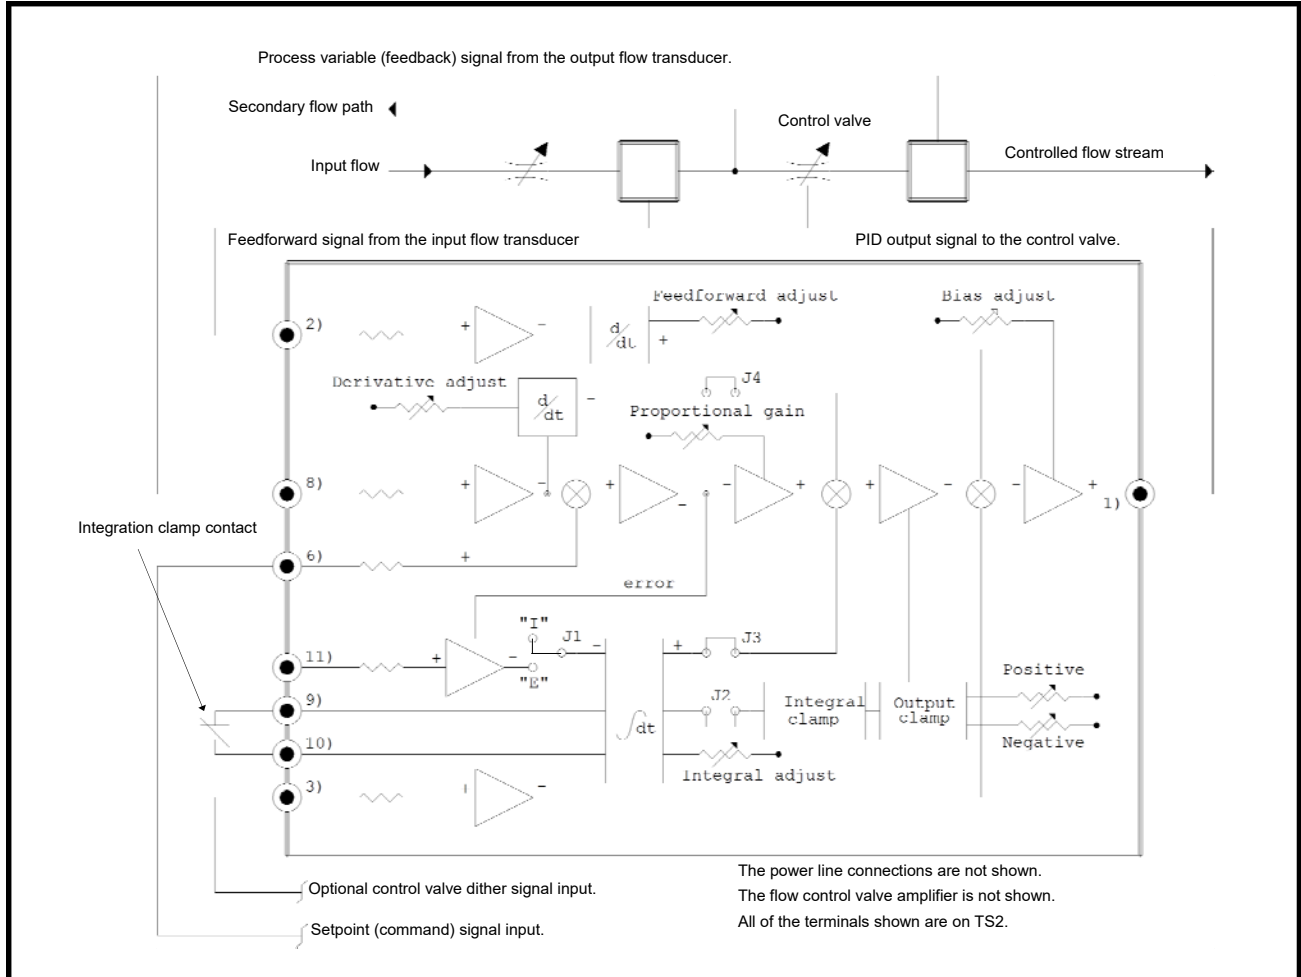 Process variable (feedback) signal from the output flow transducer.
Secondary flow path
Control valve
Input flow
Controlled flow stream
Feedforward signal from the input flow transducer
PID output signal to the control valve.
Feedforward adjust
Bias adjust
2)
+
-
d/dt
+
Derivative adjust
d/dt
-
J4
Proportional gain
8)
+
-
+
-
-
+
+
-
-
+
1)
Integration clamp contact
6)
+
error
"I"
J1
-
+
J3
11)
+
-
"E"
Positive
9)
J2
Integral
clamp
Output
clamp
∫dt
10)
Negative
Integral adjust
3)
-
The power line connections are not shown.
Optional control valve dither signal input.
The flow control valve amplifier is not shown.
All of the terminals shown are on TS2.
Setpoint (command) signal input.